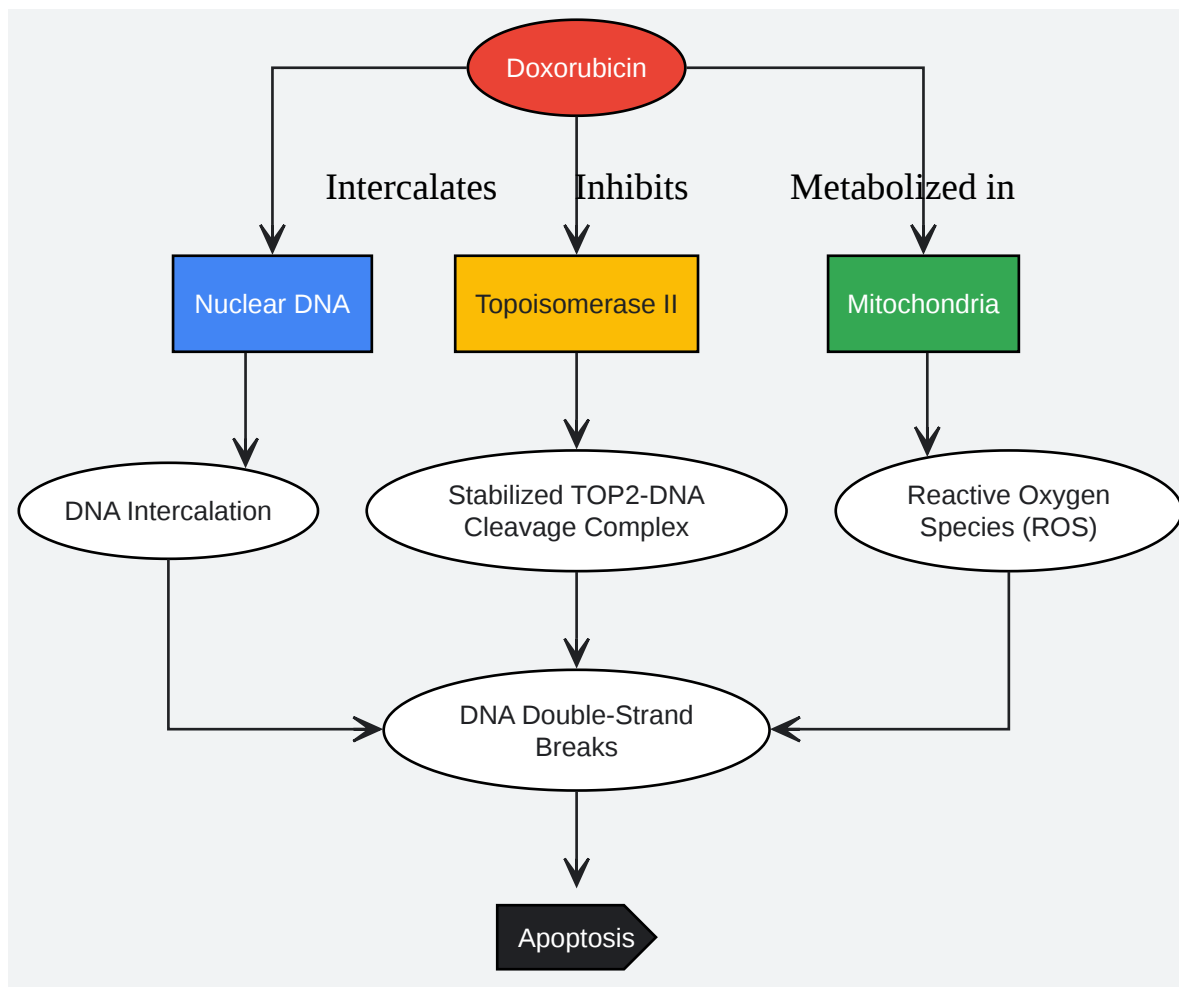 Doxorubicin
Intercalates
Inhibits
Metabolized in
Nuclear DNA
Topoisomerase II
Mitochondria
DNA Intercalation
Stabilized TOP2-DNA
Cleavage Complex
Reactive Oxygen
Species (ROS)
DNA Double-Strand
Breaks
Apoptosis